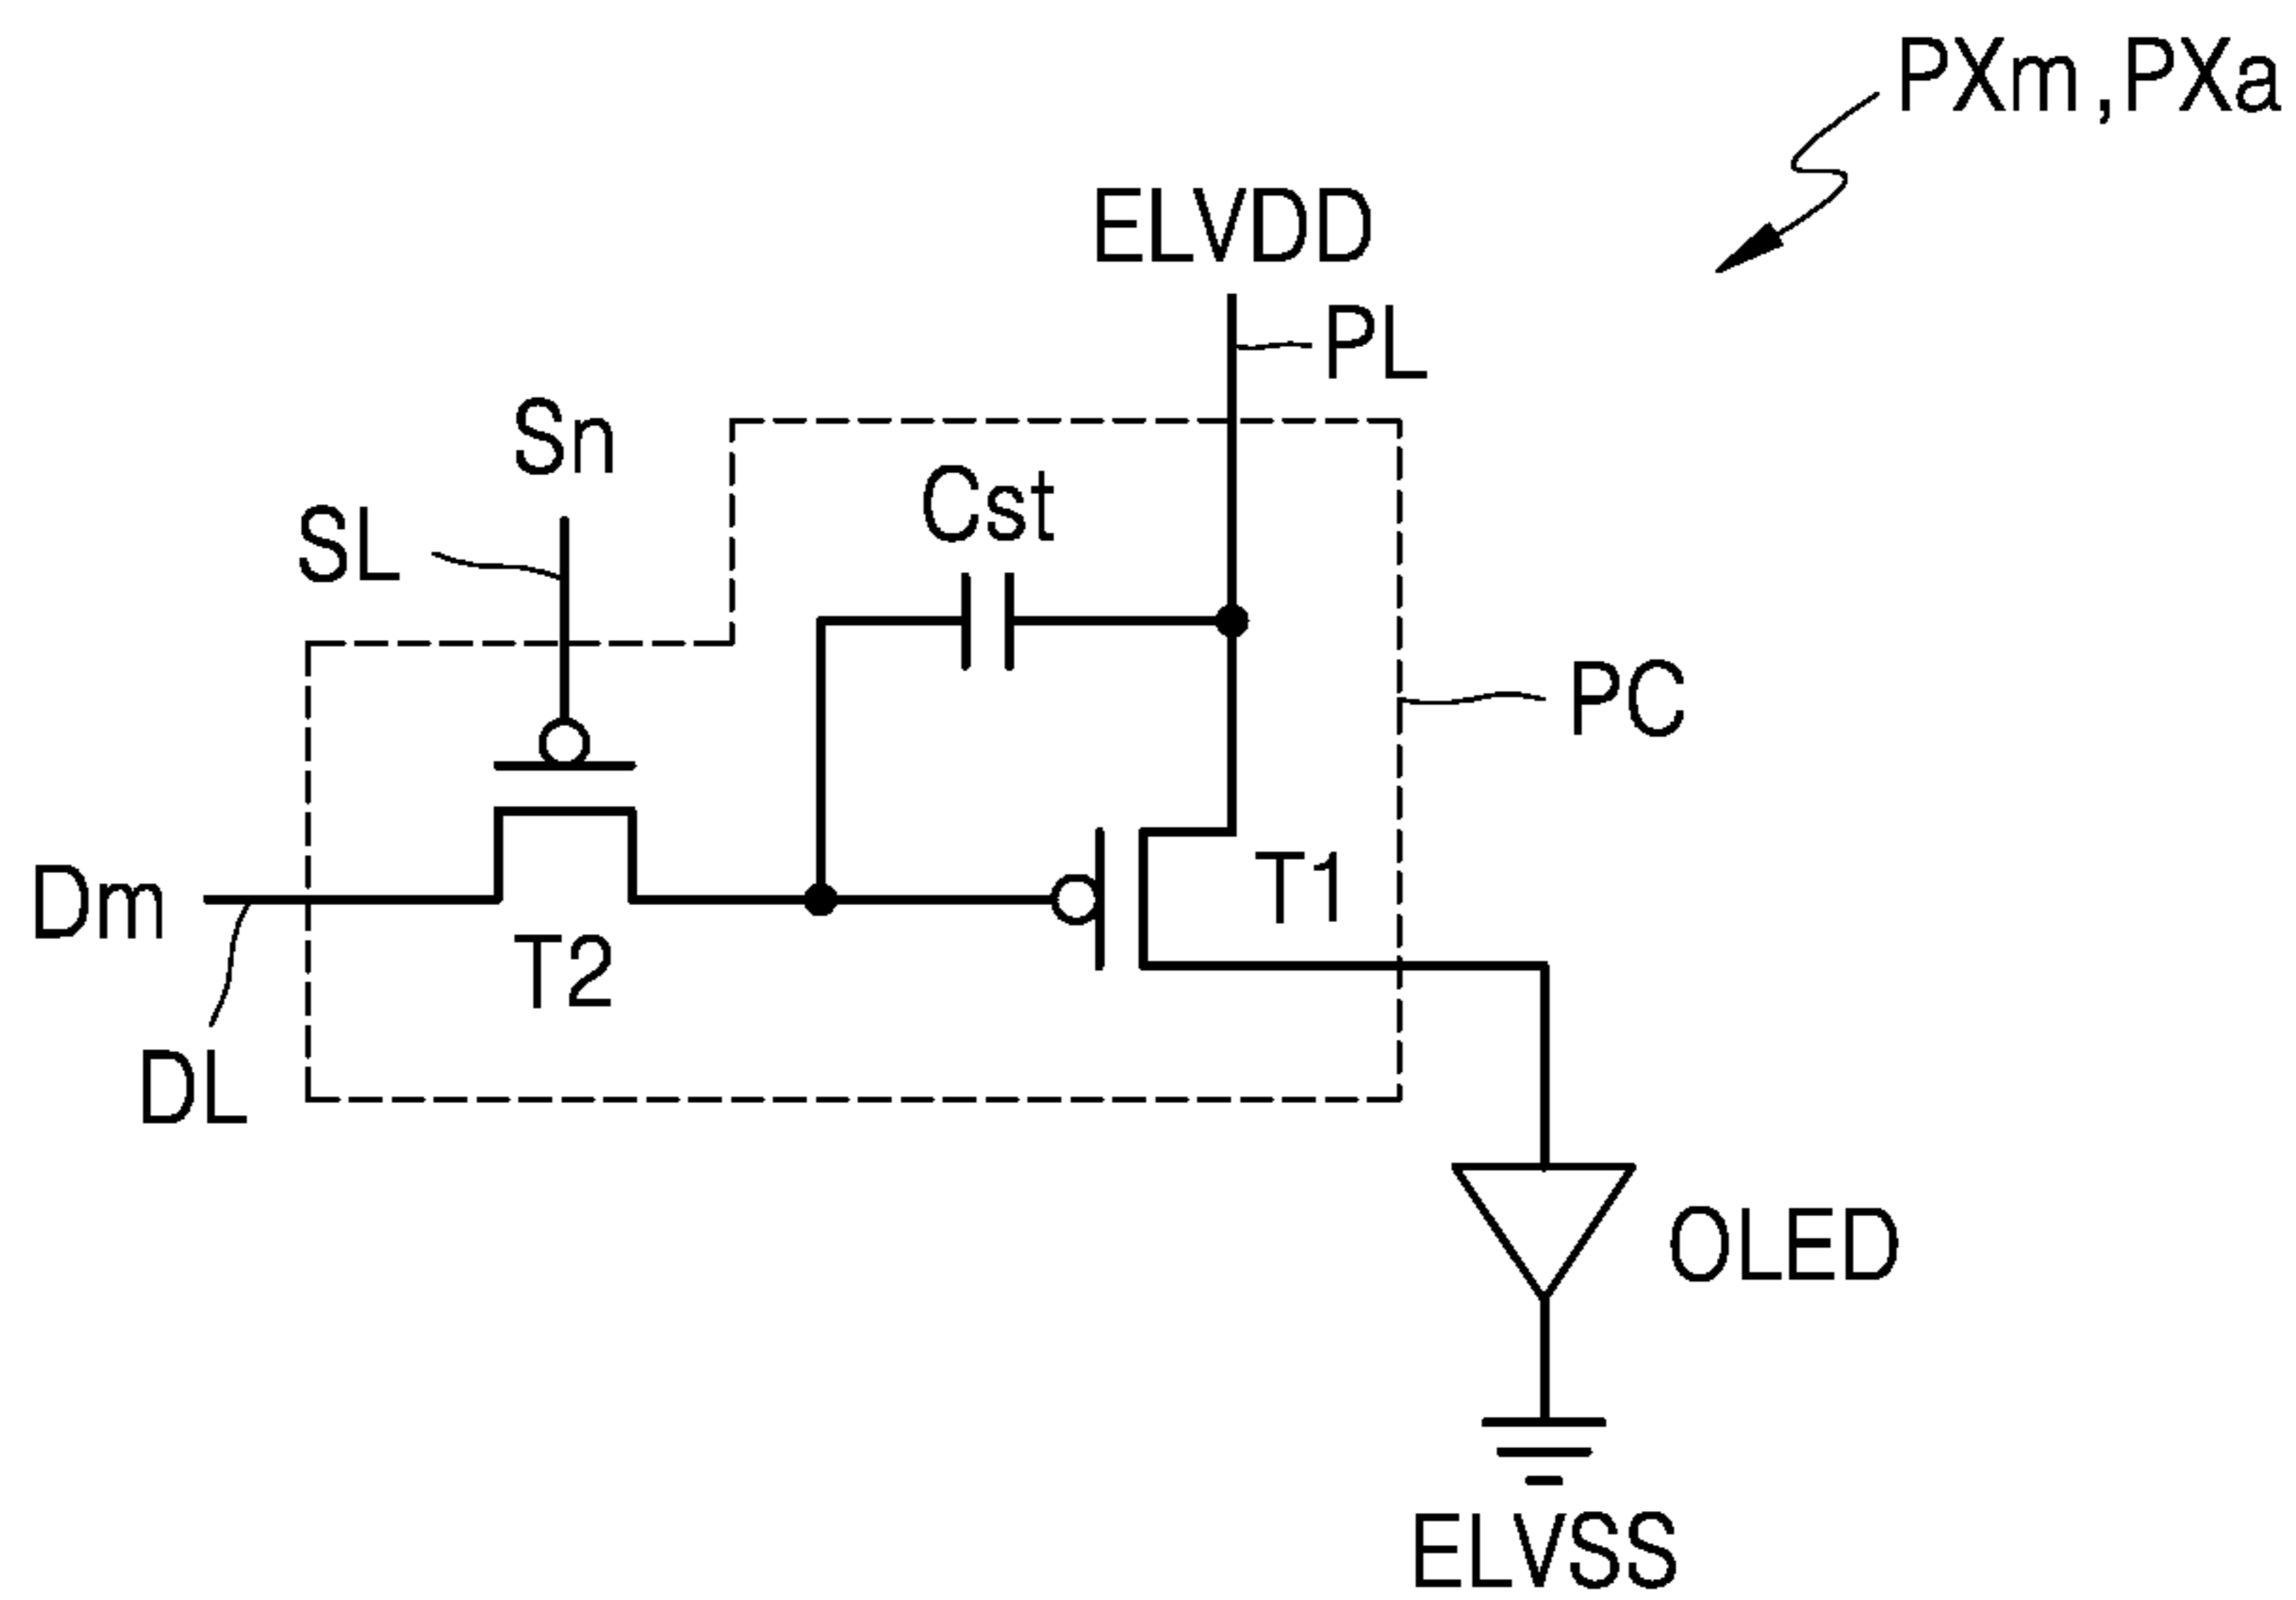 PXm,PXa
ELVDD
PL
Sn
Cst
SL
PC
T1
Dm
T2
DL
OLED
ELVSS